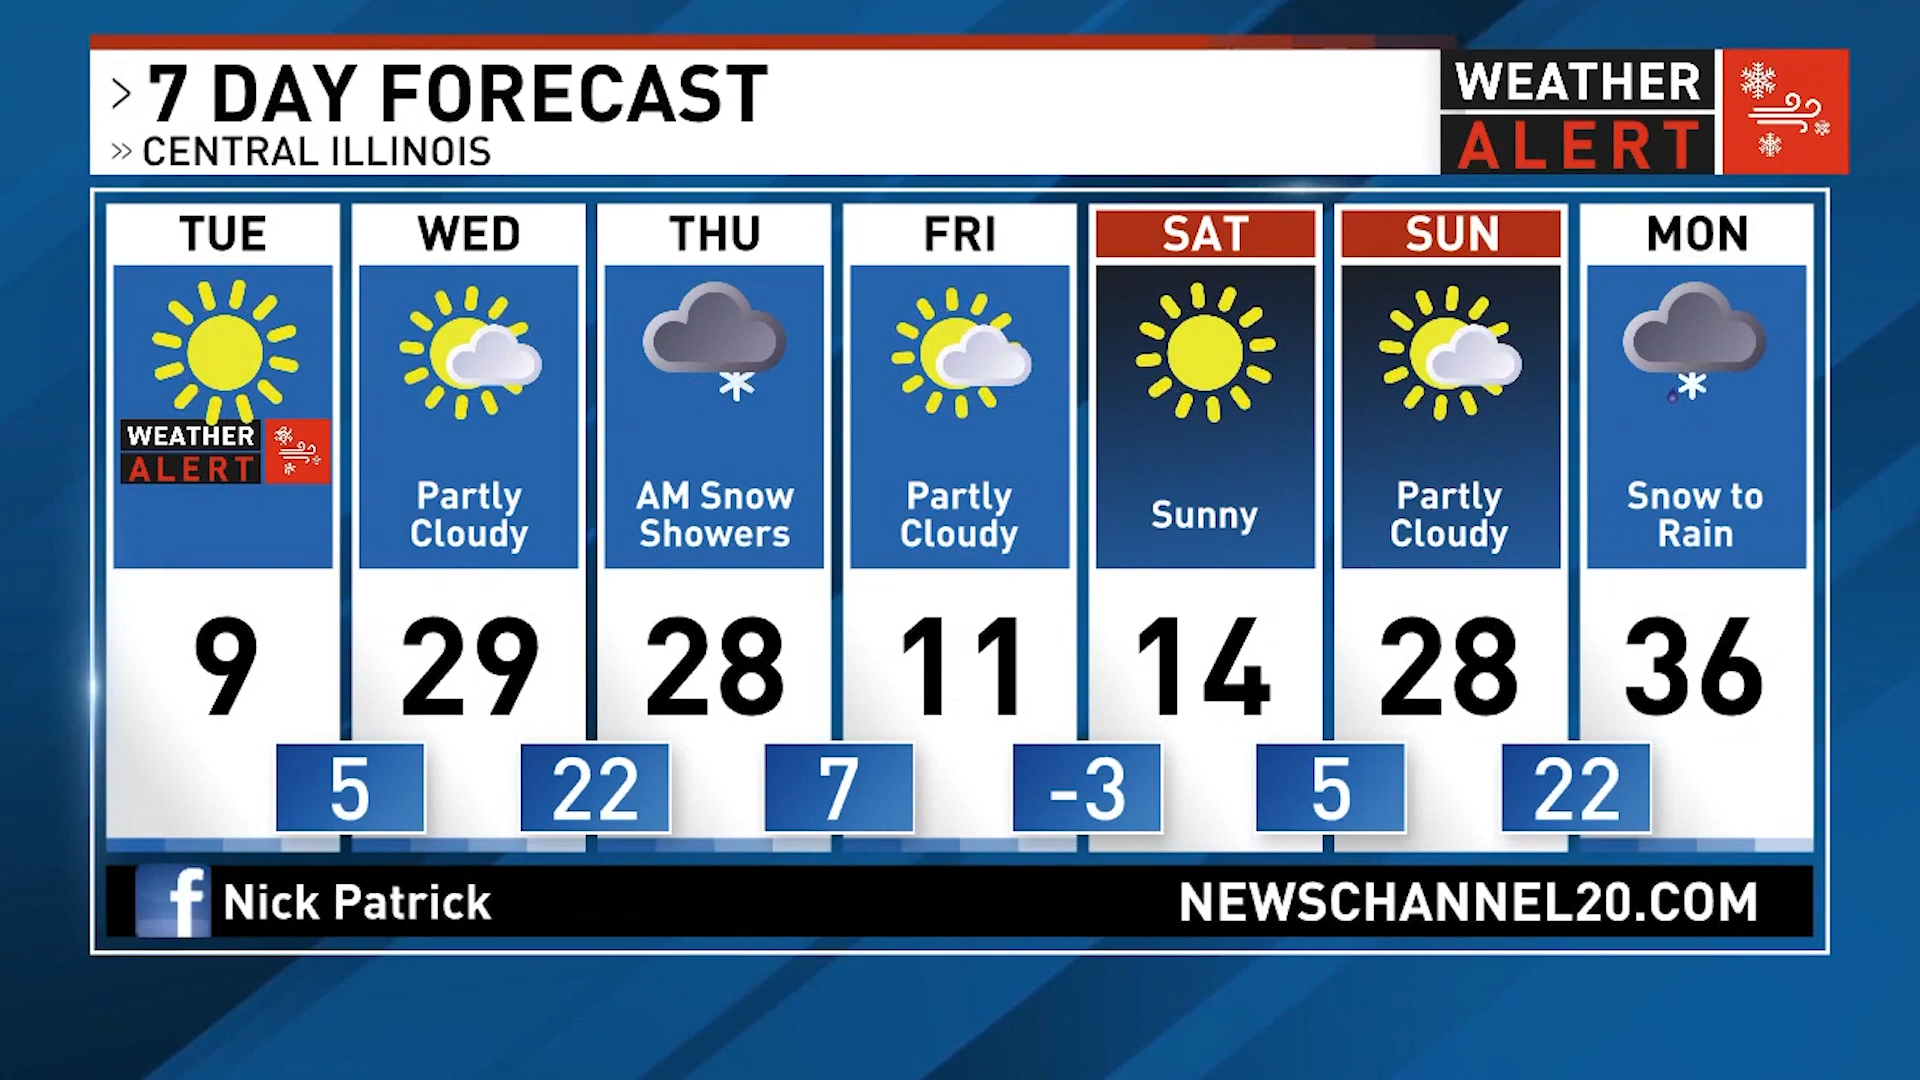 > 7 DAY FORECAST
>> CENTRAL ILLINOIS
WEATHER
ALERT
TUE
WED
THU
FRI
SAT
SUN
MON
WEATHER
ALERT
Partly
Cloudy
AM Snow
Showers
Partly
Cloudy
Sunny
Partly
Cloudy
Snow to
Rain
9
29
28
11
14
28
36
5
22
7
-3
5
22
f Nick Patrick
NEWSCHANNEL20.COM